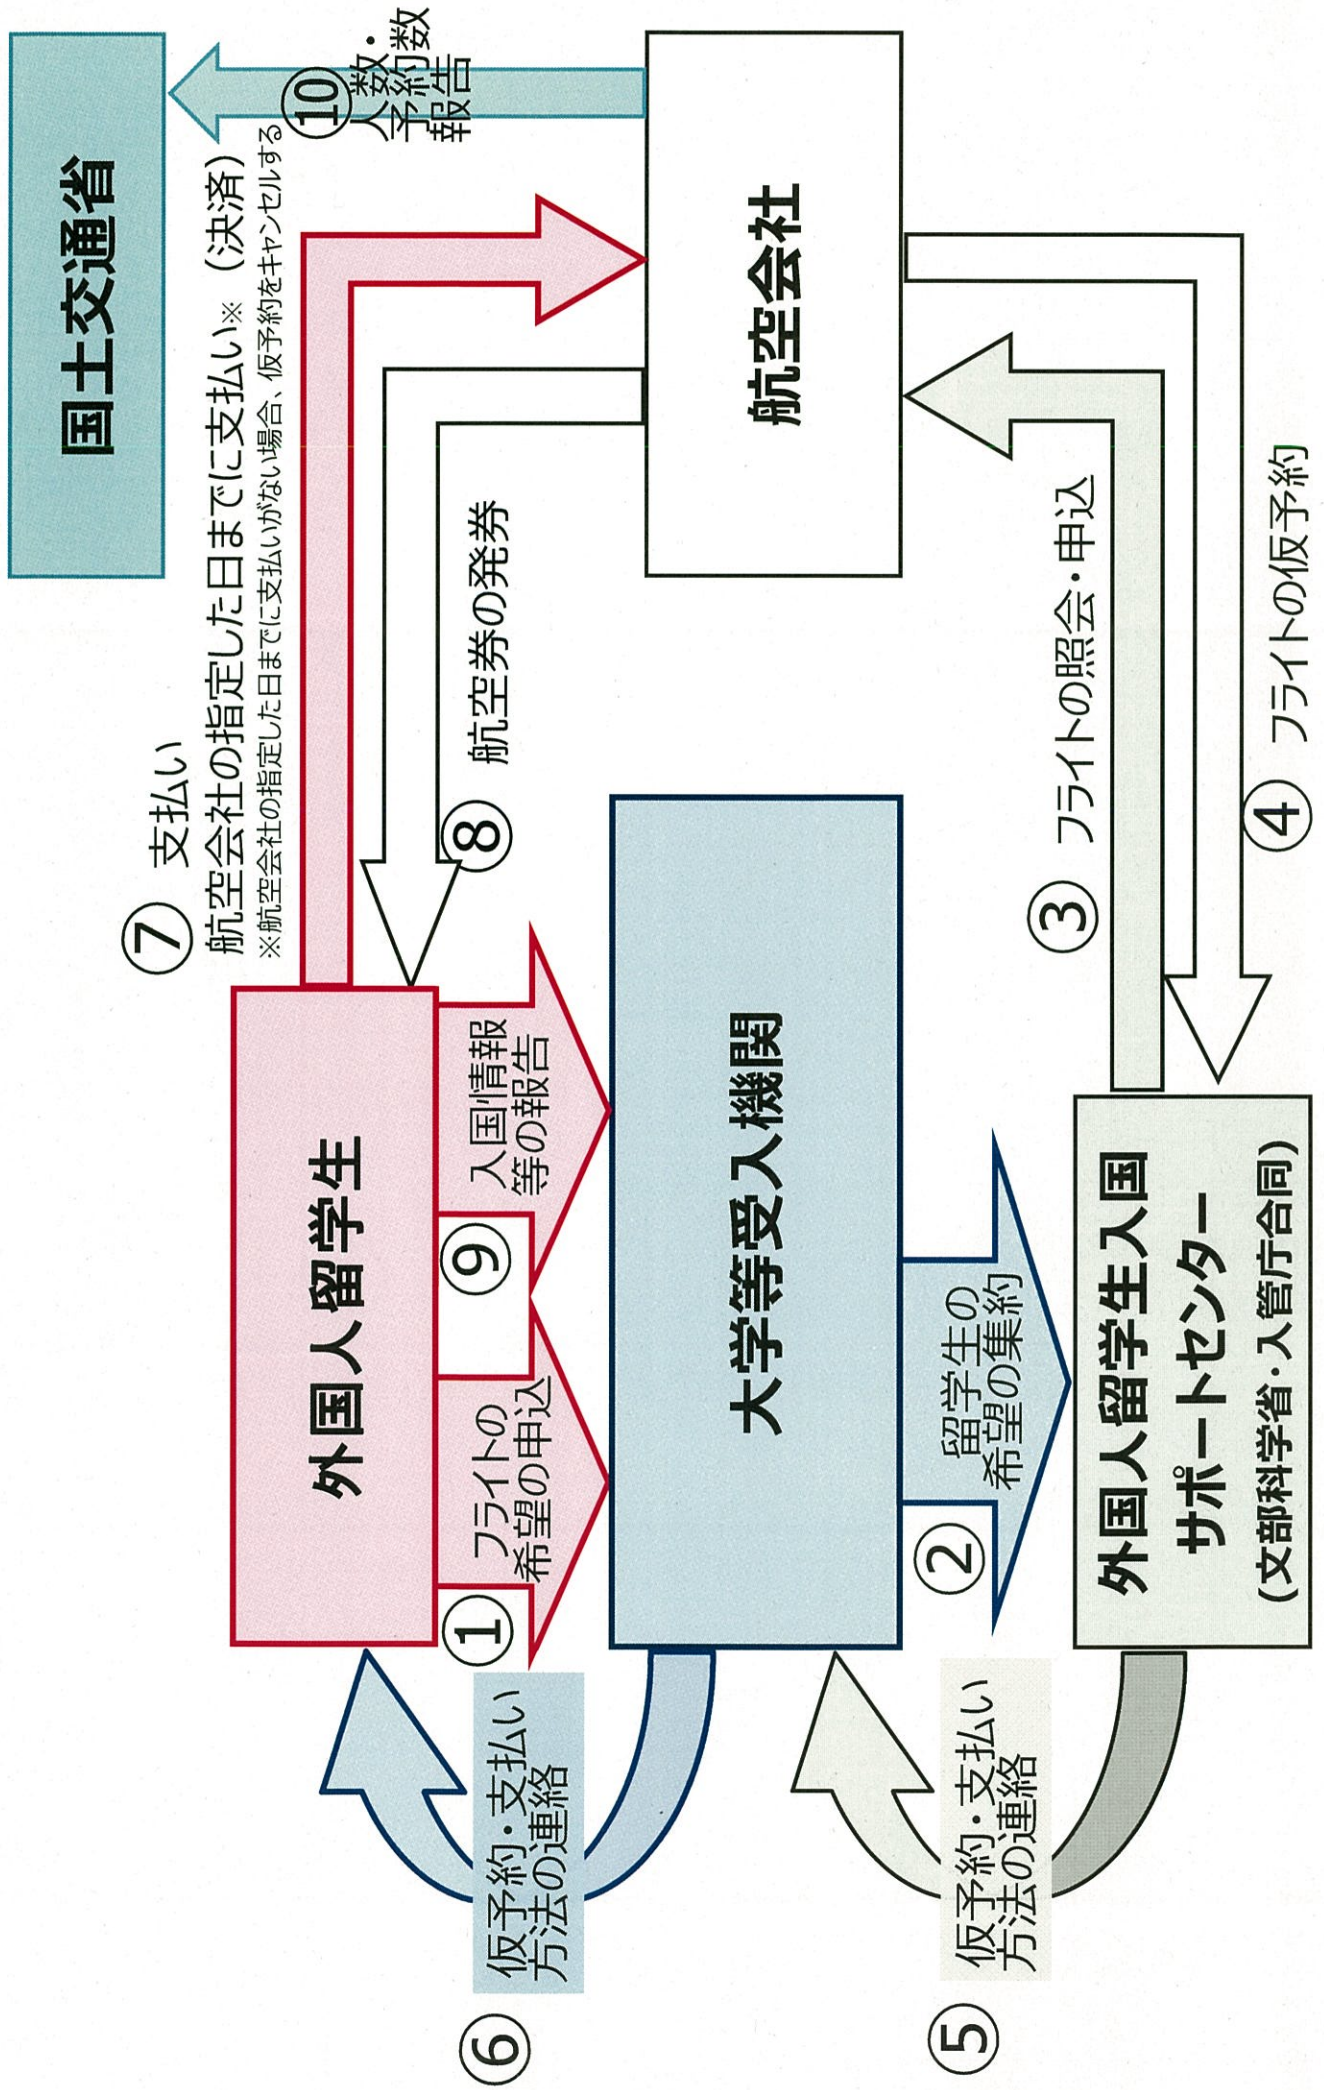 国土交通省
⑦ 支払い
航空会社の指定した日までに支払い※（決済）
※航空会社の指定した日までに支払いがない場合、仮予約をキャンセルする
⑩
人数・
予約数
報告
外国人留学生
⑧ 航空券の発券
航空会社
①
フライトの
希望の申込
⑨
入国情報
等の報告
⑥
仮予約・支払い
方法の連絡
大学等受入機関
②
留学生の
希望の集約
③ フライトの照会・申込
⑤
仮予約・支払い
方法の連絡
外国人留学生入国
サポートセンター
(文部科学省・入管庁合同)
④ フライトの仮予約